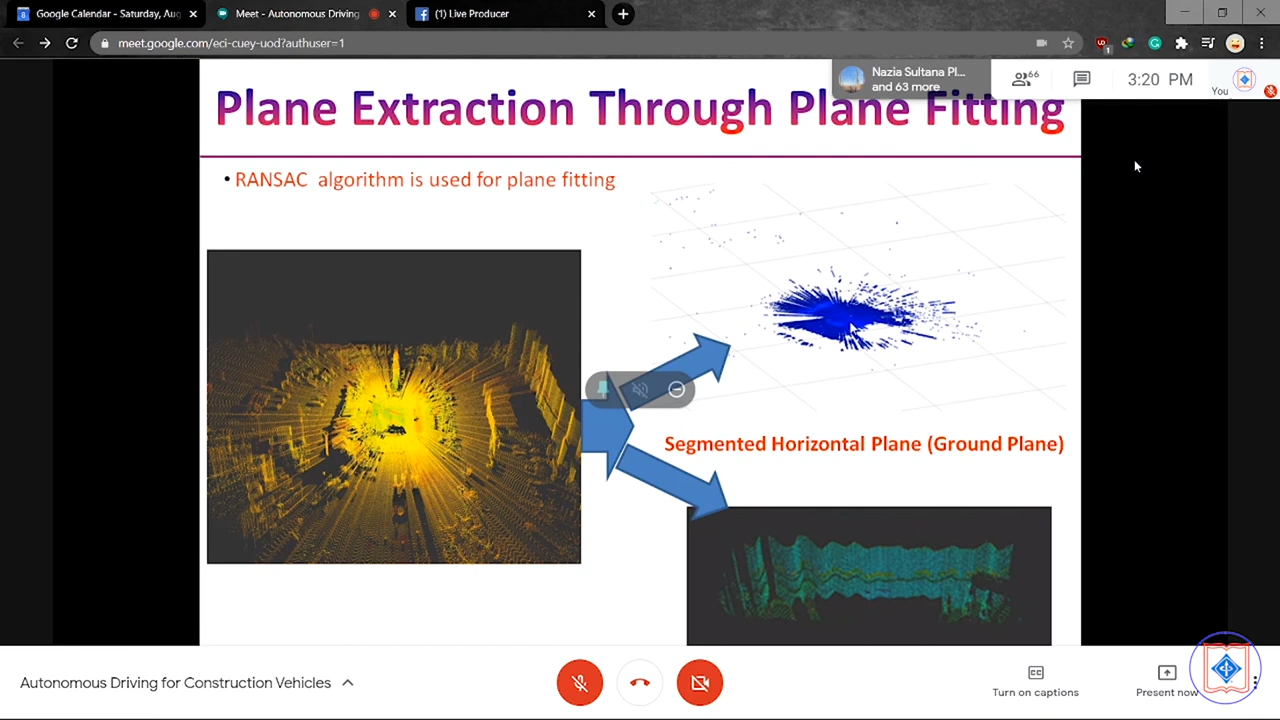 Google Calendar - Saturday, Aug
Meet - Autonomous Driving
(1) Live Producer
meet.google.com/eci-cuey-uod?authuser=1
Nazia Sultana Pl...
and 63 more
66
3:20 PM
You
Plane Extraction Through Plane Fitting
• RANSAC algorithm is used for plane fitting
Segmented Horizontal Plane (Ground Plane)
Autonomous Driving for Construction Vehicles
Turn on captions
Present now